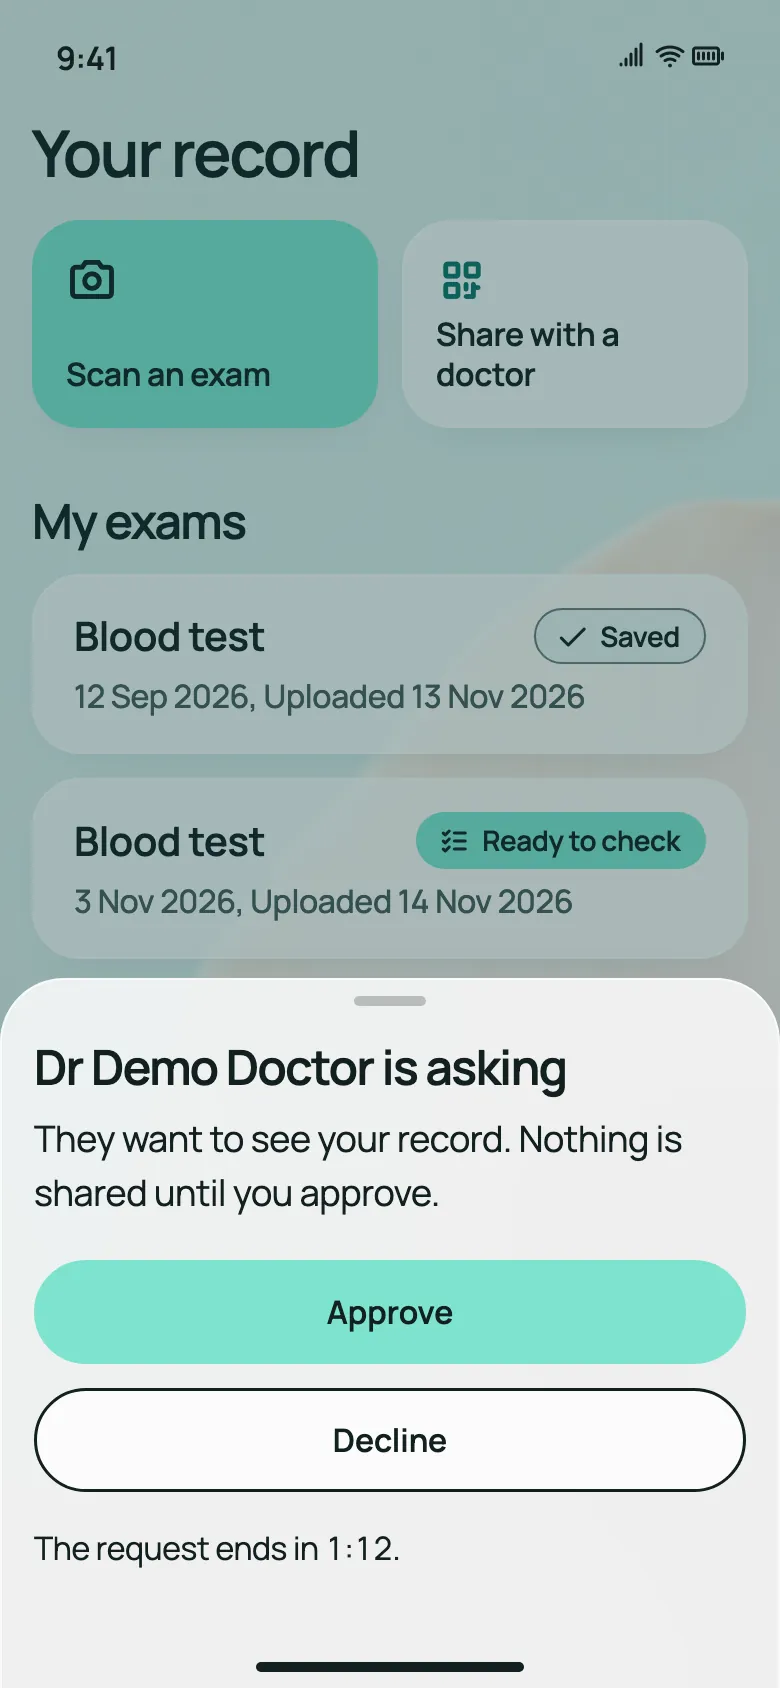 9:41
Your record
Scan an exam
Share with a
doctor
My exams
Blood test
Saved
12 Sep 2026, Uploaded 13 Nov 2026
Blood test
Ready to check
3 Nov 2026, Uploaded 14 Nov 2026
Dr Demo Doctor is asking
They want to see your record. Nothing is
shared until you approve.
Approve
Decline
The request ends in 1:12.